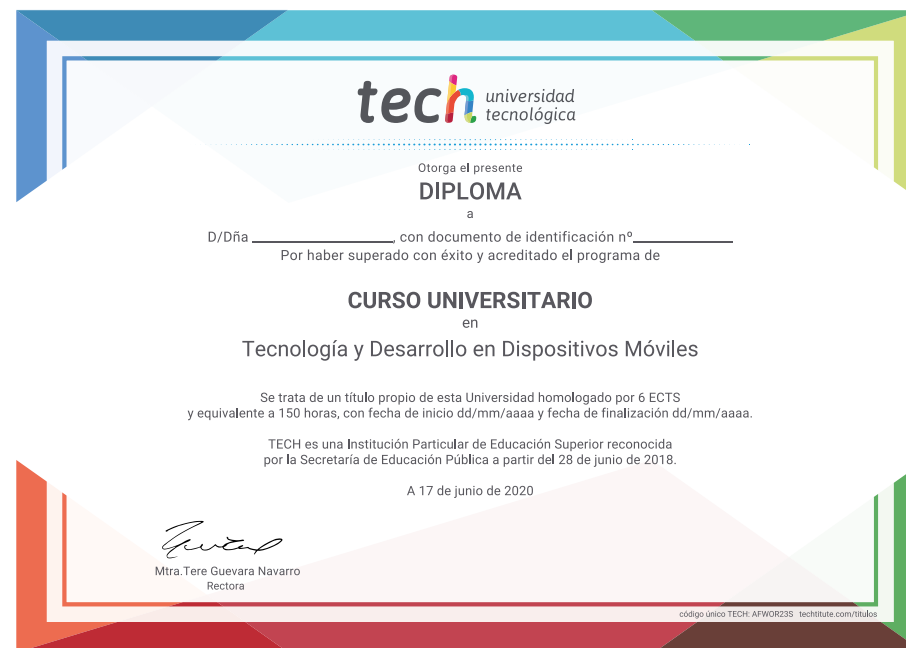 tech universidad
tecnológica
Otorga el presente
DIPLOMA
a
D/Dña ____________________, con documento de identificación nº______________
Por haber superado con éxito y acreditado el programa de
CURSO UNIVERSITARIO
en
Tecnología y Desarrollo en Dispositivos Móviles
Se trata de un título propio de esta Universidad homologado por 6 ECTS
y equivalente a 150 horas, con fecha de inicio dd/mm/aaaa y fecha de finalización dd/mm/aaaa.
TECH es una Institución Particular de Educación Superior reconocida
por la Secretaría de Educación Pública a partir del 28 de junio de 2018.
A 17 de junio de 2020
Mtra.Tere Guevara Navarro
Rectora
código único TECH: AFWOR23S techtitute.com/titulos